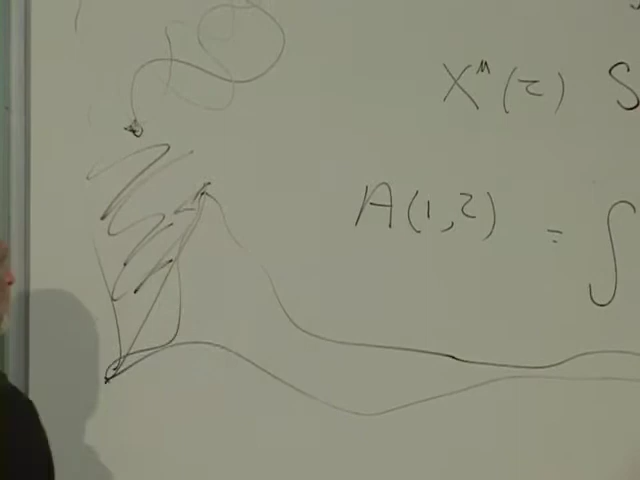 X^μ(τ) S
A(1,2) = ∫